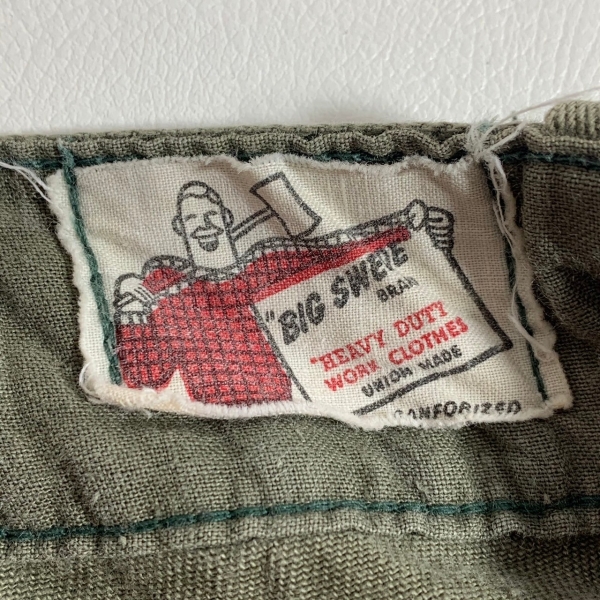 "BIG SWEDE"
BRAND
"HEAVY DUTY
WORK CLOTHES
UNION MADE
SANFORIZED